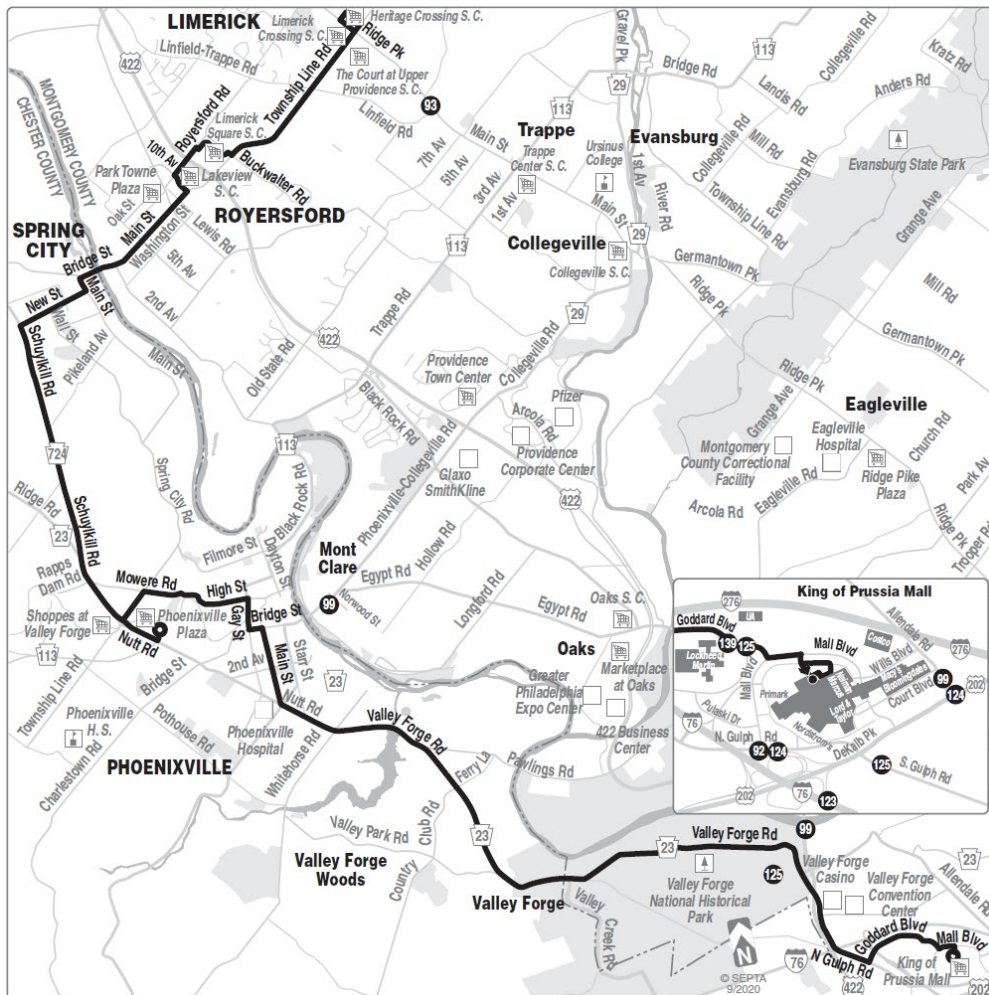 LIMERICK
Limerick
Crossing S. C.
Heritage Crossing S. C.
Ridge Pk
Linfield-Trappe Rd
422
The Court at Upper
Providence S. C.
Township Line Rd
93
Linfield Rd
Gravel Pk
29
Bridge Rd
113
Collegeville Rd
Kratz Rd
Anders Rd
Landis Rd
Mill Rd
Evansburg State Park
MONTGOMERY COUNTY
CHESTER COUNTY
Royersford Rd
Limerick
Square S. C.
10th Av
Buckwalter Rd
Park Towne
Plaza
Lakeview
S. C.
Oak St
Main St
Washington St
Lewis Rd
ROYERSFORD
5th Av
2nd Av
113
Main St
7th Av
5th Av
3rd Av
1st Av
Trappe
Trappe
Center S. C.
Ursinus
College
Main St
Evansburg
1st Av
River Rd
Collegeville Rd
Township Line Rd
Evansburg Rd
Grange Ave
29
Collegeville
Collegeville S. C.
Germantown Pk
Ridge Pk
Mill Rd
Germantown Pk
SPRING
CITY
Bridge St
Main St
New St
Wall St
Pikeland Av
Main St
Schuylkill Rd
113
Trappe Rd
422
Old State Rd
29
Collegeville Rd
Providence
Town Center
Black Rock Rd
Pfizer
Arcola Rd
Providence
Corporate Center
Glaxo
SmithKline
422
Ridge Pk
Grange Ave
Eagleville
Eagleville
Hospital
Montgomery
County Correctional
Facility
Eagleville Rd
Arcola Rd
Ridge Pike
Plaza
Church Rd
Park Av
Ridge Pk
Trooper Rd
724
Schuylkill Rd
Spring City Rd
113
Black Rock Rd
Phoenixville-Collegeville Rd
Ridge Rd
23
Rapps
Dam Rd
Filmore St
Dayton St
Mont
Clare
99
Norwood St
Egypt Rd
Hollow Rd
Longford Rd
Egypt Rd
Oaks S. C.
Oaks
Marketplace
at Oaks
Greater
Philadelphia
Expo Center
422 Business
Center
Mowere Rd
High St
Gay St
Bridge St
Shoppes at
Valley Forge
Phoenixville
Plaza
Nutt Rd
113
Township Line Rd
Bridge St
2nd Av
Main St
Starr St
23
Nutt Rd
Phoenixville
H.S.
Charlestown Rd
Pothouse Rd
Phoenixville
Hospital
PHOENIXVILLE
Whitehorse Rd
Valley Forge Rd
Ferry La
Pawlings Rd
Valley Park Rd
Country
Club Rd
23
Valley Forge
Woods
Valley Forge
Valley
Creek Rd
23
Valley Forge Rd
Valley Forge
National Historical
Park
125
99
Valley Forge
Casino
Valley Forge
Convention
Center
23
Allendale Rd
N Gulph Rd
Goddard Blvd
Mall Blvd
76
422
King of
Prussia Mall
202
N
© SEPTA
9/2020
King of Prussia Mall
276
Goddard Blvd
139
125
UA
Mall Blvd
Allendale Rd
Costco
Wills Blvd
276
Lockheed
Martin
Mall Blvd
Primark
Neiman
Marcus
Lord &
Taylor
Macy's
Bloomingdale's
Court Blvd
99
124
202
Nordstrom's
Pulaski Dr
76
N. Gulph Rd
DeKalb Pk
92
124
125
S. Gulph Rd
202
76
123